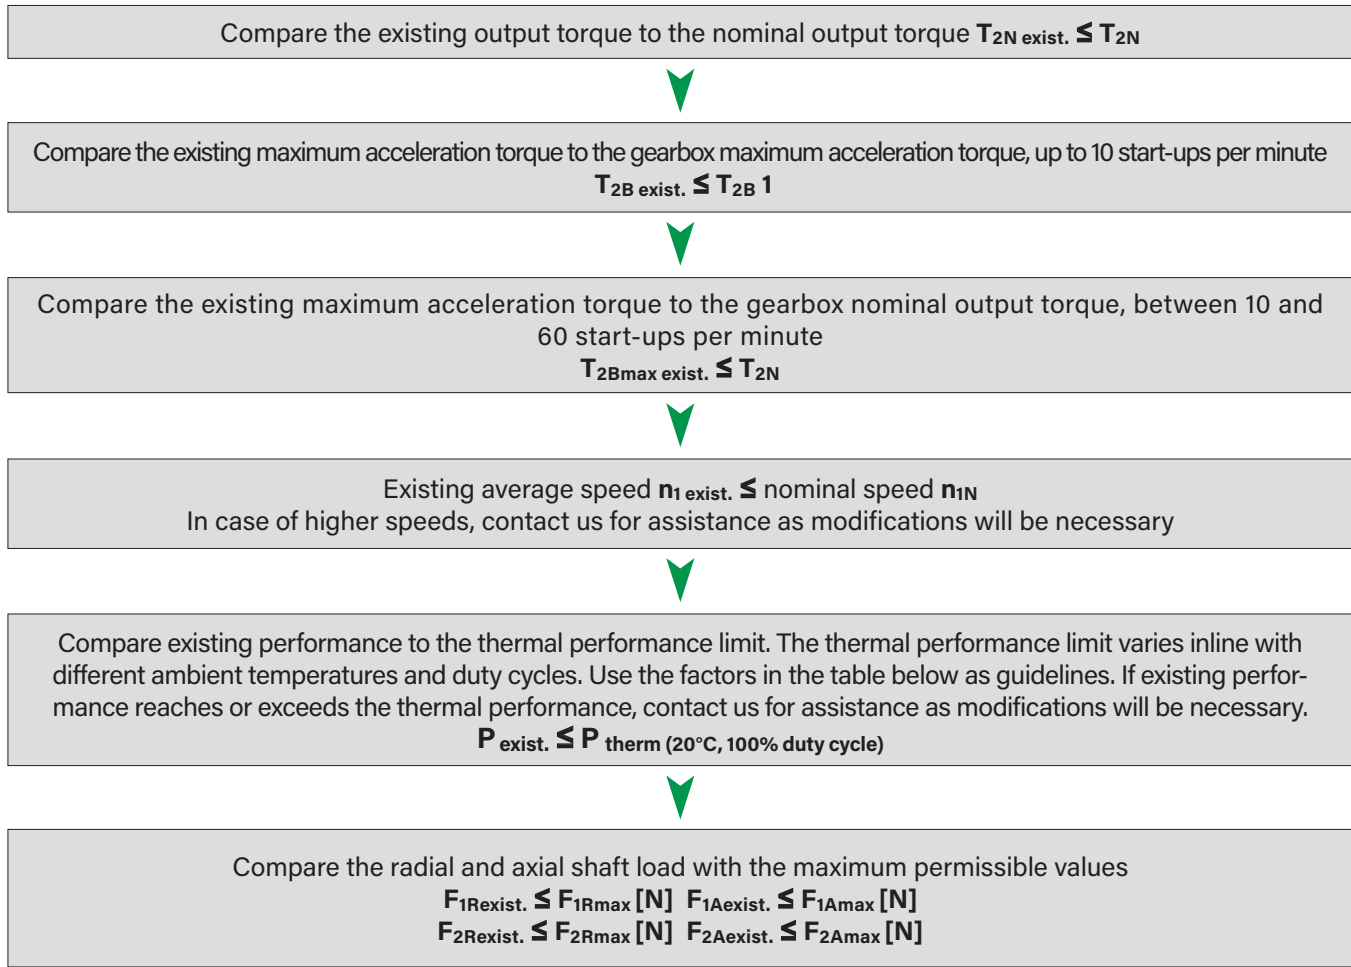 Compare the existing output torque to the nominal output torque T2N exist. ≤ T2N
Compare the existing maximum acceleration torque to the gearbox maximum acceleration torque, up to 10 start-ups per minute
T2B exist. ≤ T2B 1
Compare the existing maximum acceleration torque to the gearbox nominal output torque, between 10 and
60 start-ups per minute
T2Bmax exist. ≤ T2N
Existing average speed n1 exist. ≤ nominal speed n1N
In case of higher speeds, contact us for assistance as modifications will be necessary
Compare existing performance to the thermal performance limit. The thermal performance limit varies inline with
different ambient temperatures and duty cycles. Use the factors in the table below as guidelines. If existing perfor-
mance reaches or exceeds the thermal performance, contact us for assistance as modifications will be necessary.
P exist. ≤ P therm (20°C, 100% duty cycle)
Compare the radial and axial shaft load with the maximum permissible values
F1Rexist. ≤ F1Rmax [N] F1Aexist. ≤ F1Amax [N]
F2Rexist. ≤ F2Rmax [N] F2Aexist. ≤ F2Amax [N]